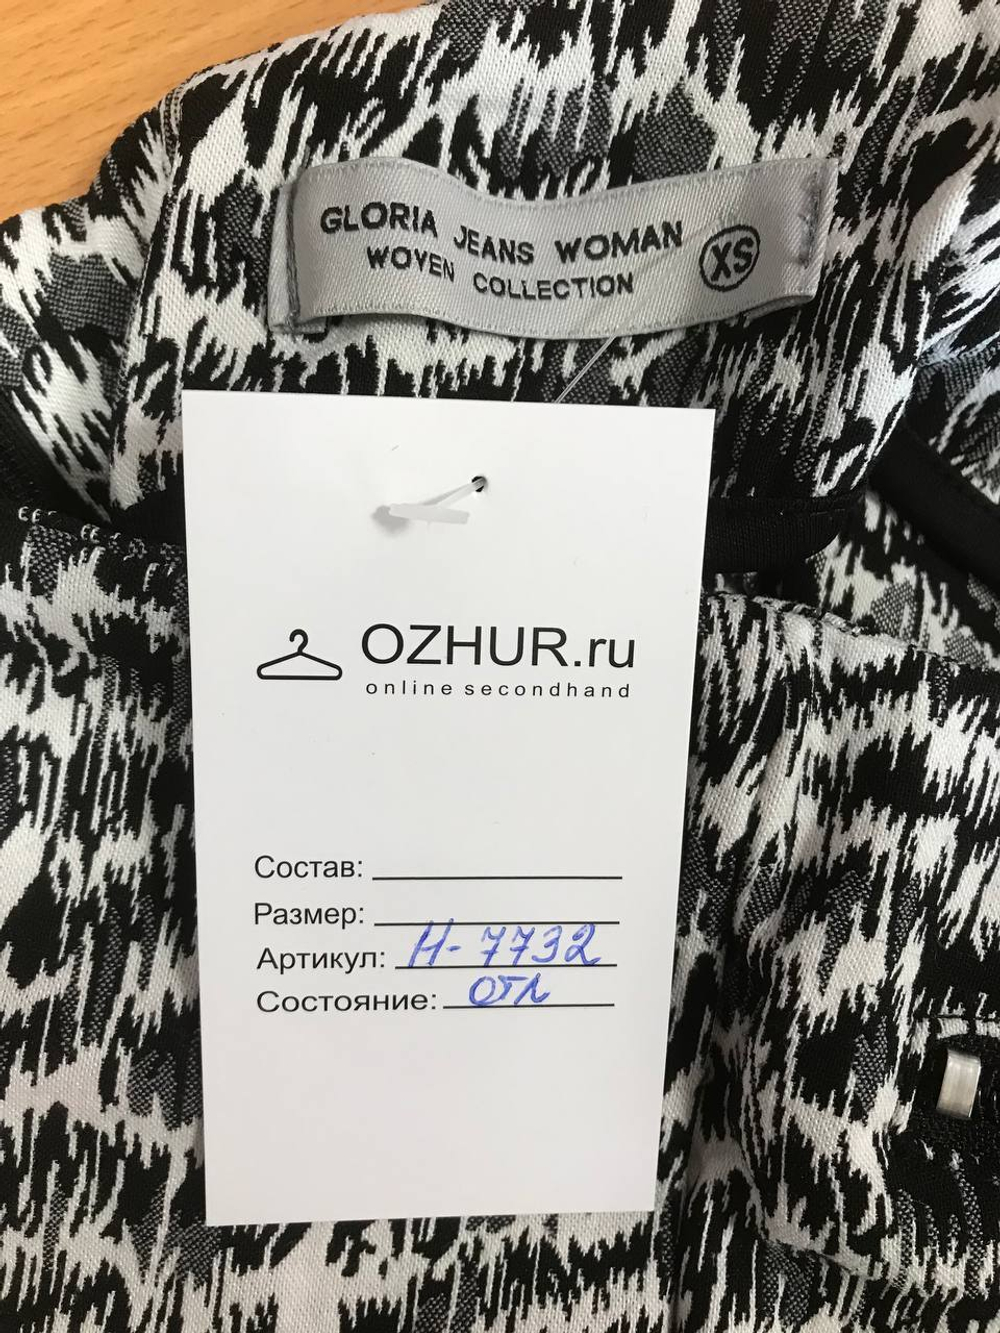 GLORIA JEANS WOMAN
WOVEN COLLECTION
XS
OZHUR.ru
online secondhand
Состав:
Размер:
Артикул: Н-7732
Состояние: отл